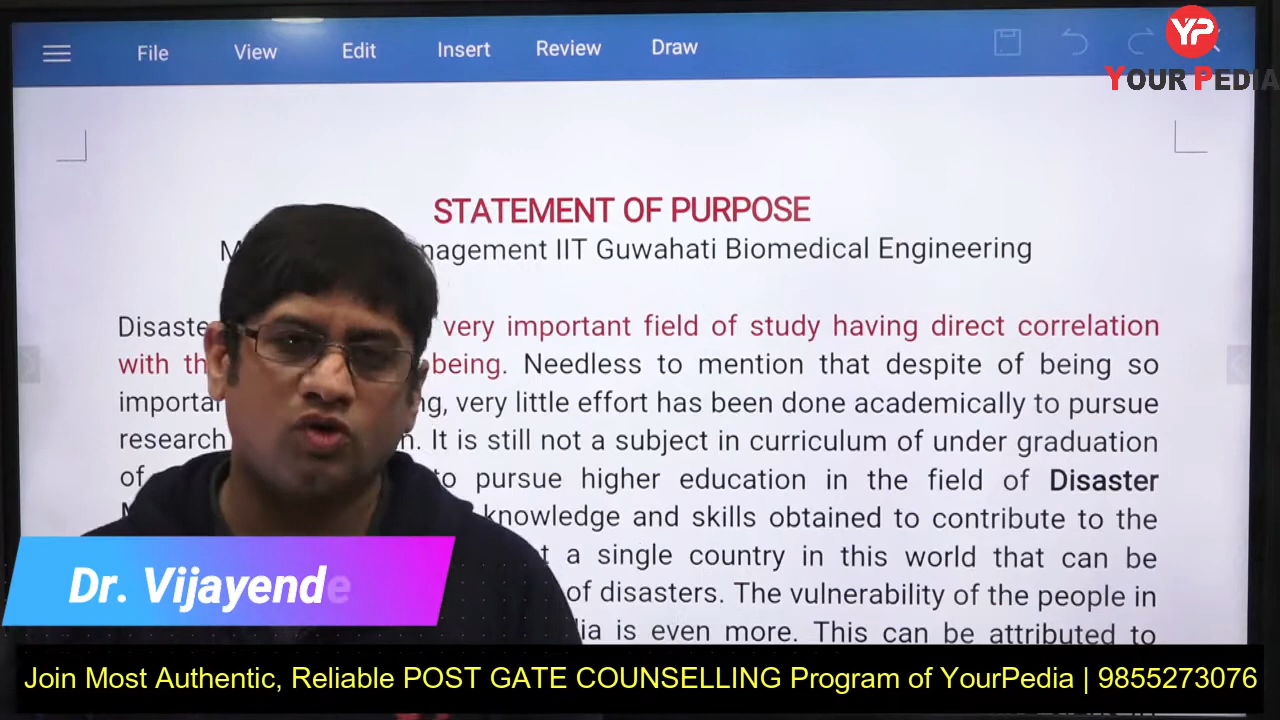 File View Edit Insert Review Draw
YP
YOUR PEDIA
STATEMENT OF PURPOSE
IIT Guwahati Biomedical Engineering
very important field of study having direct correlation
with being. Needless to mention that despite of being so
very little effort has been done academically to pursue
research It is still not a subject in curriculum of under graduation
of to pursue higher education in the field of Disaster
knowledge and skills obtained to contribute to the
a single country in this world that can be
of disasters. The vulnerability of the people in
is even more. This can be attributed to
Dr. Vijayende
Join Most Authentic, Reliable POST GATE COUNSELLING Program of YourPedia | 9855273076